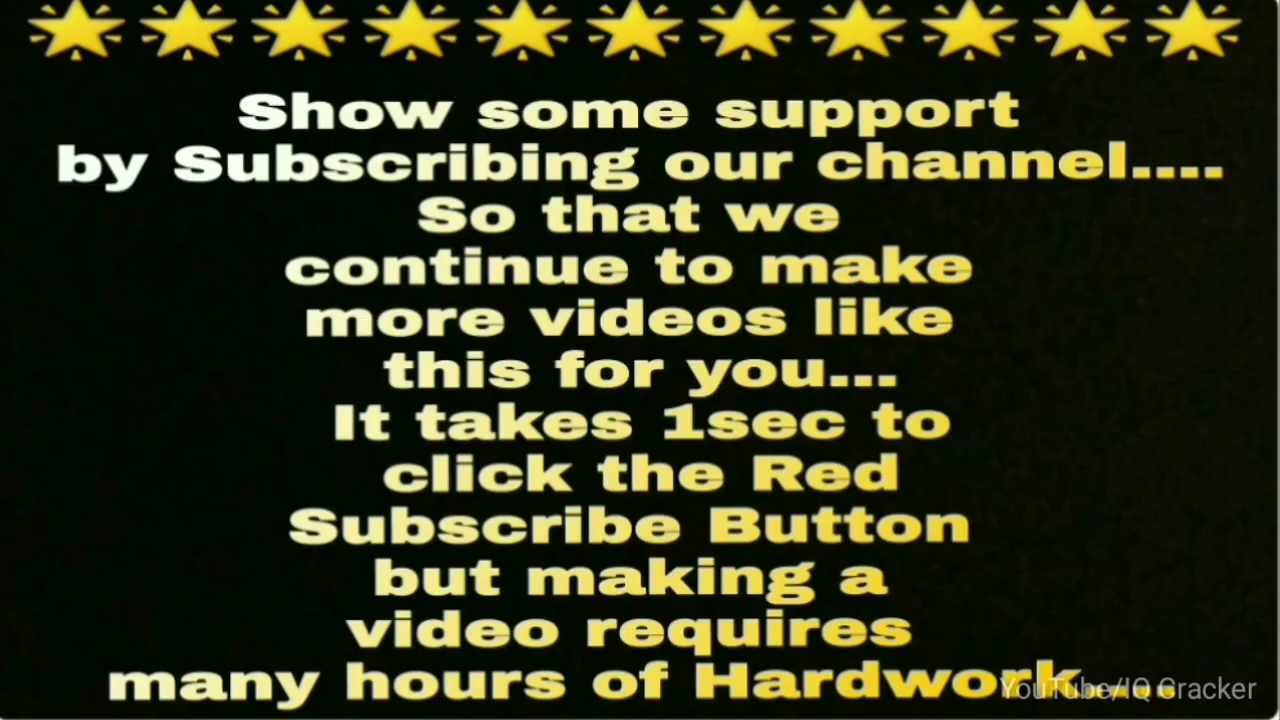 Show some support
by Subscribing our channel....
So that we
continue to make
more videos like
this for you...
It takes 1sec to
click the Red
Subscribe Button
but making a
video requires
many hours of Hardwork....
YouTube/IQ Cracker